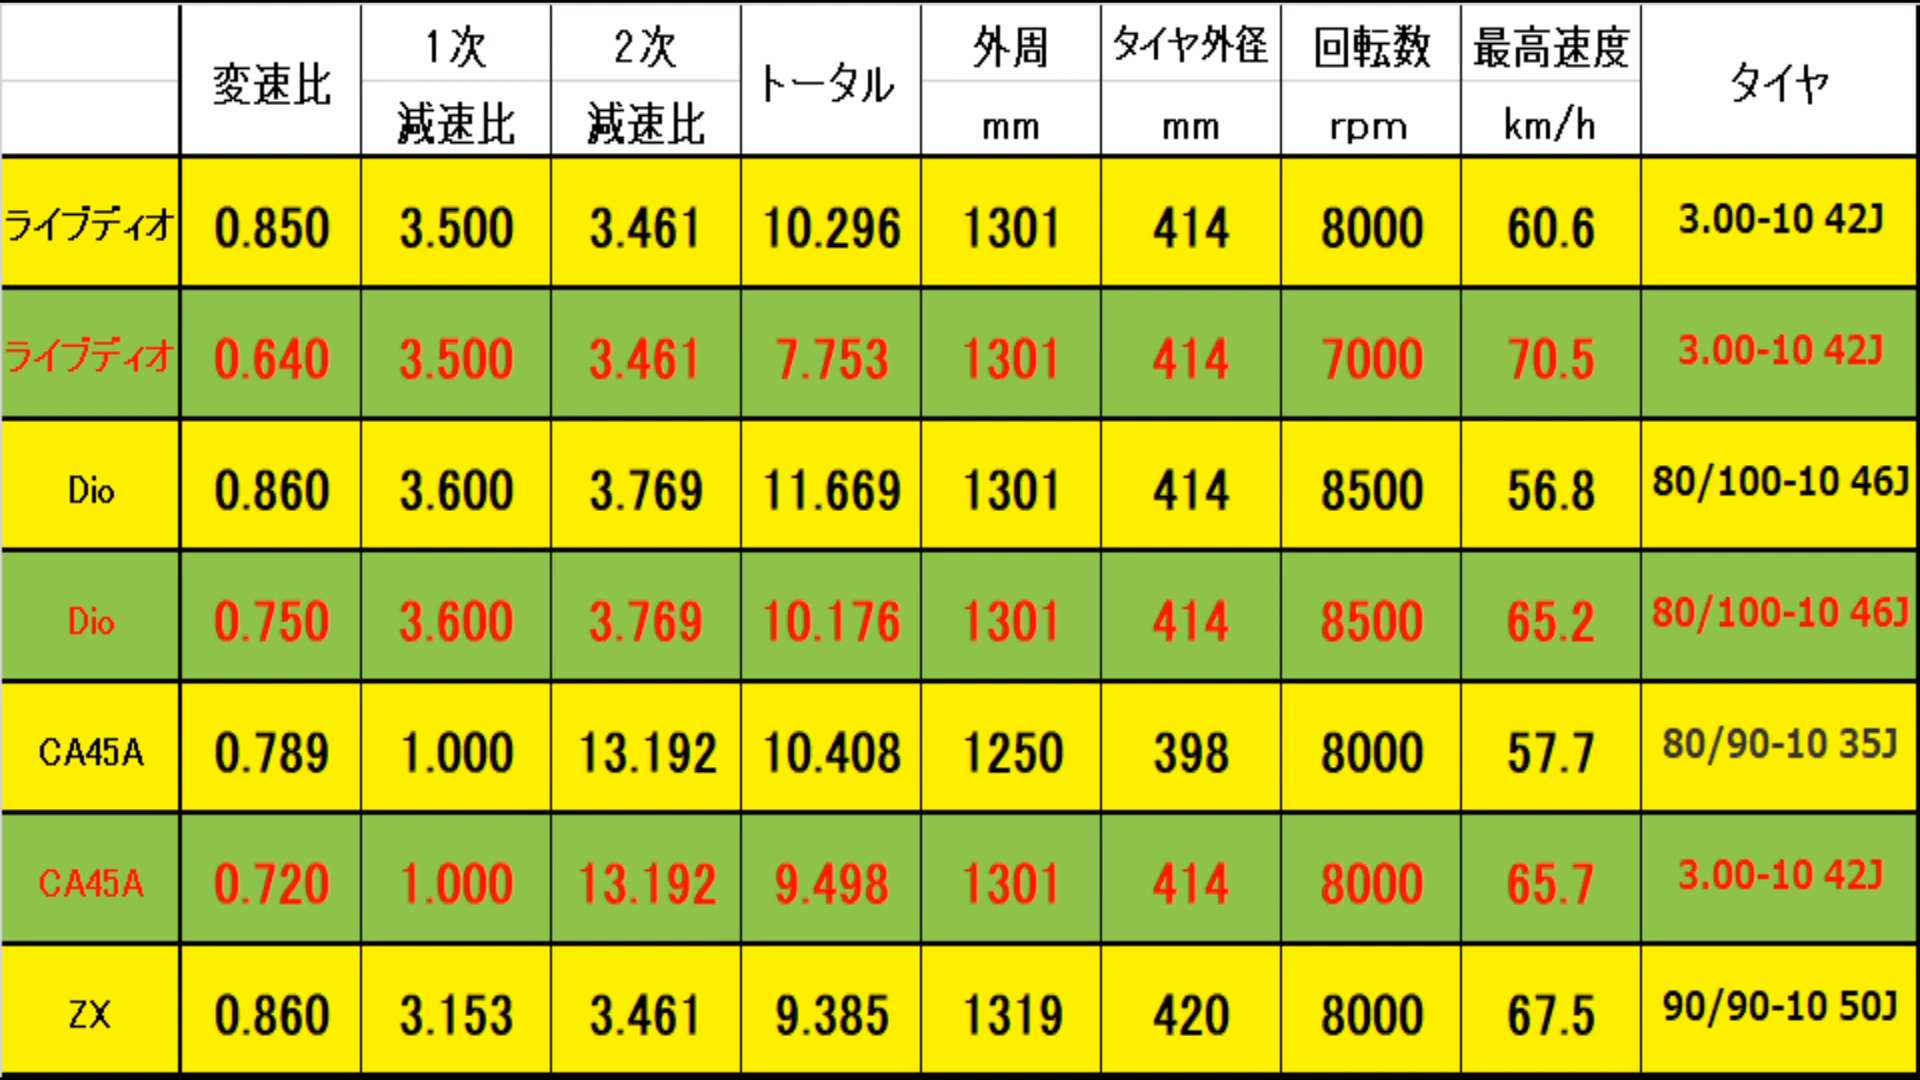 変速比 1次 減速比 2次 減速比 トータル 外周 mm タイヤ外径 mm 回転数 rpm 最高速度 km/h タイヤ
ライブディオ 0.850 3.500 3.461 10.296 1301 414 8000 60.6 3.00-10 42J
ライブディオ 0.640 3.500 3.461 7.753 1301 414 7000 70.5 3.00-10 42J
Dio 0.860 3.600 3.769 11.669 1301 414 8500 56.8 80/100-10 46J
Dio 0.750 3.600 3.769 10.176 1301 414 8500 65.2 80/100-10 46J
CA45A 0.789 1.000 13.192 10.408 1250 398 8000 57.7 80/90-10 35J
CA45A 0.720 1.000 13.192 9.498 1301 414 8000 65.7 3.00-10 42J
ZX 0.860 3.153 3.461 9.385 1319 420 8000 67.5 90/90-10 50J